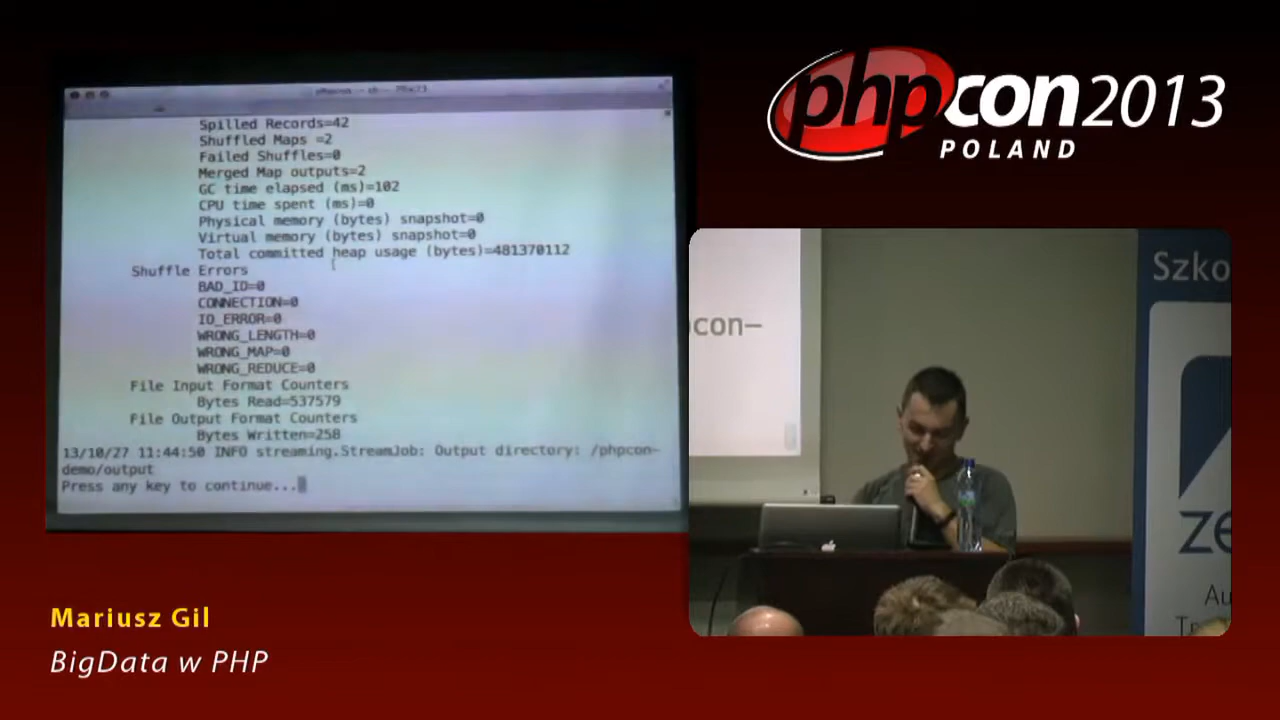 Spilled Records=42
Shuffled Maps =2
Failed Shuffles=0
Merged Map outputs=2
GC time elapsed (ms)=102
CPU time spent (ms)=0
Physical memory (bytes) snapshot=0
Virtual memory (bytes) snapshot=0
Total committed heap usage (bytes)=481370112
Shuffle Errors
BAD_ID=0
CONNECTION=0
IO_ERROR=0
WRONG_LENGTH=0
WRONG_MAP=0
WRONG_REDUCE=0
File Input Format Counters
Bytes Read=537579
File Output Format Counters
Bytes Written=258
13/10/27 11:44:50 INFO streaming.StreamJob: Output directory: /phpcon-
demo/output
Press any key to continue...
phpcon2013
POLAND
pcon-
Szko
ze
Au
Mariusz Gil
BigData w PHP